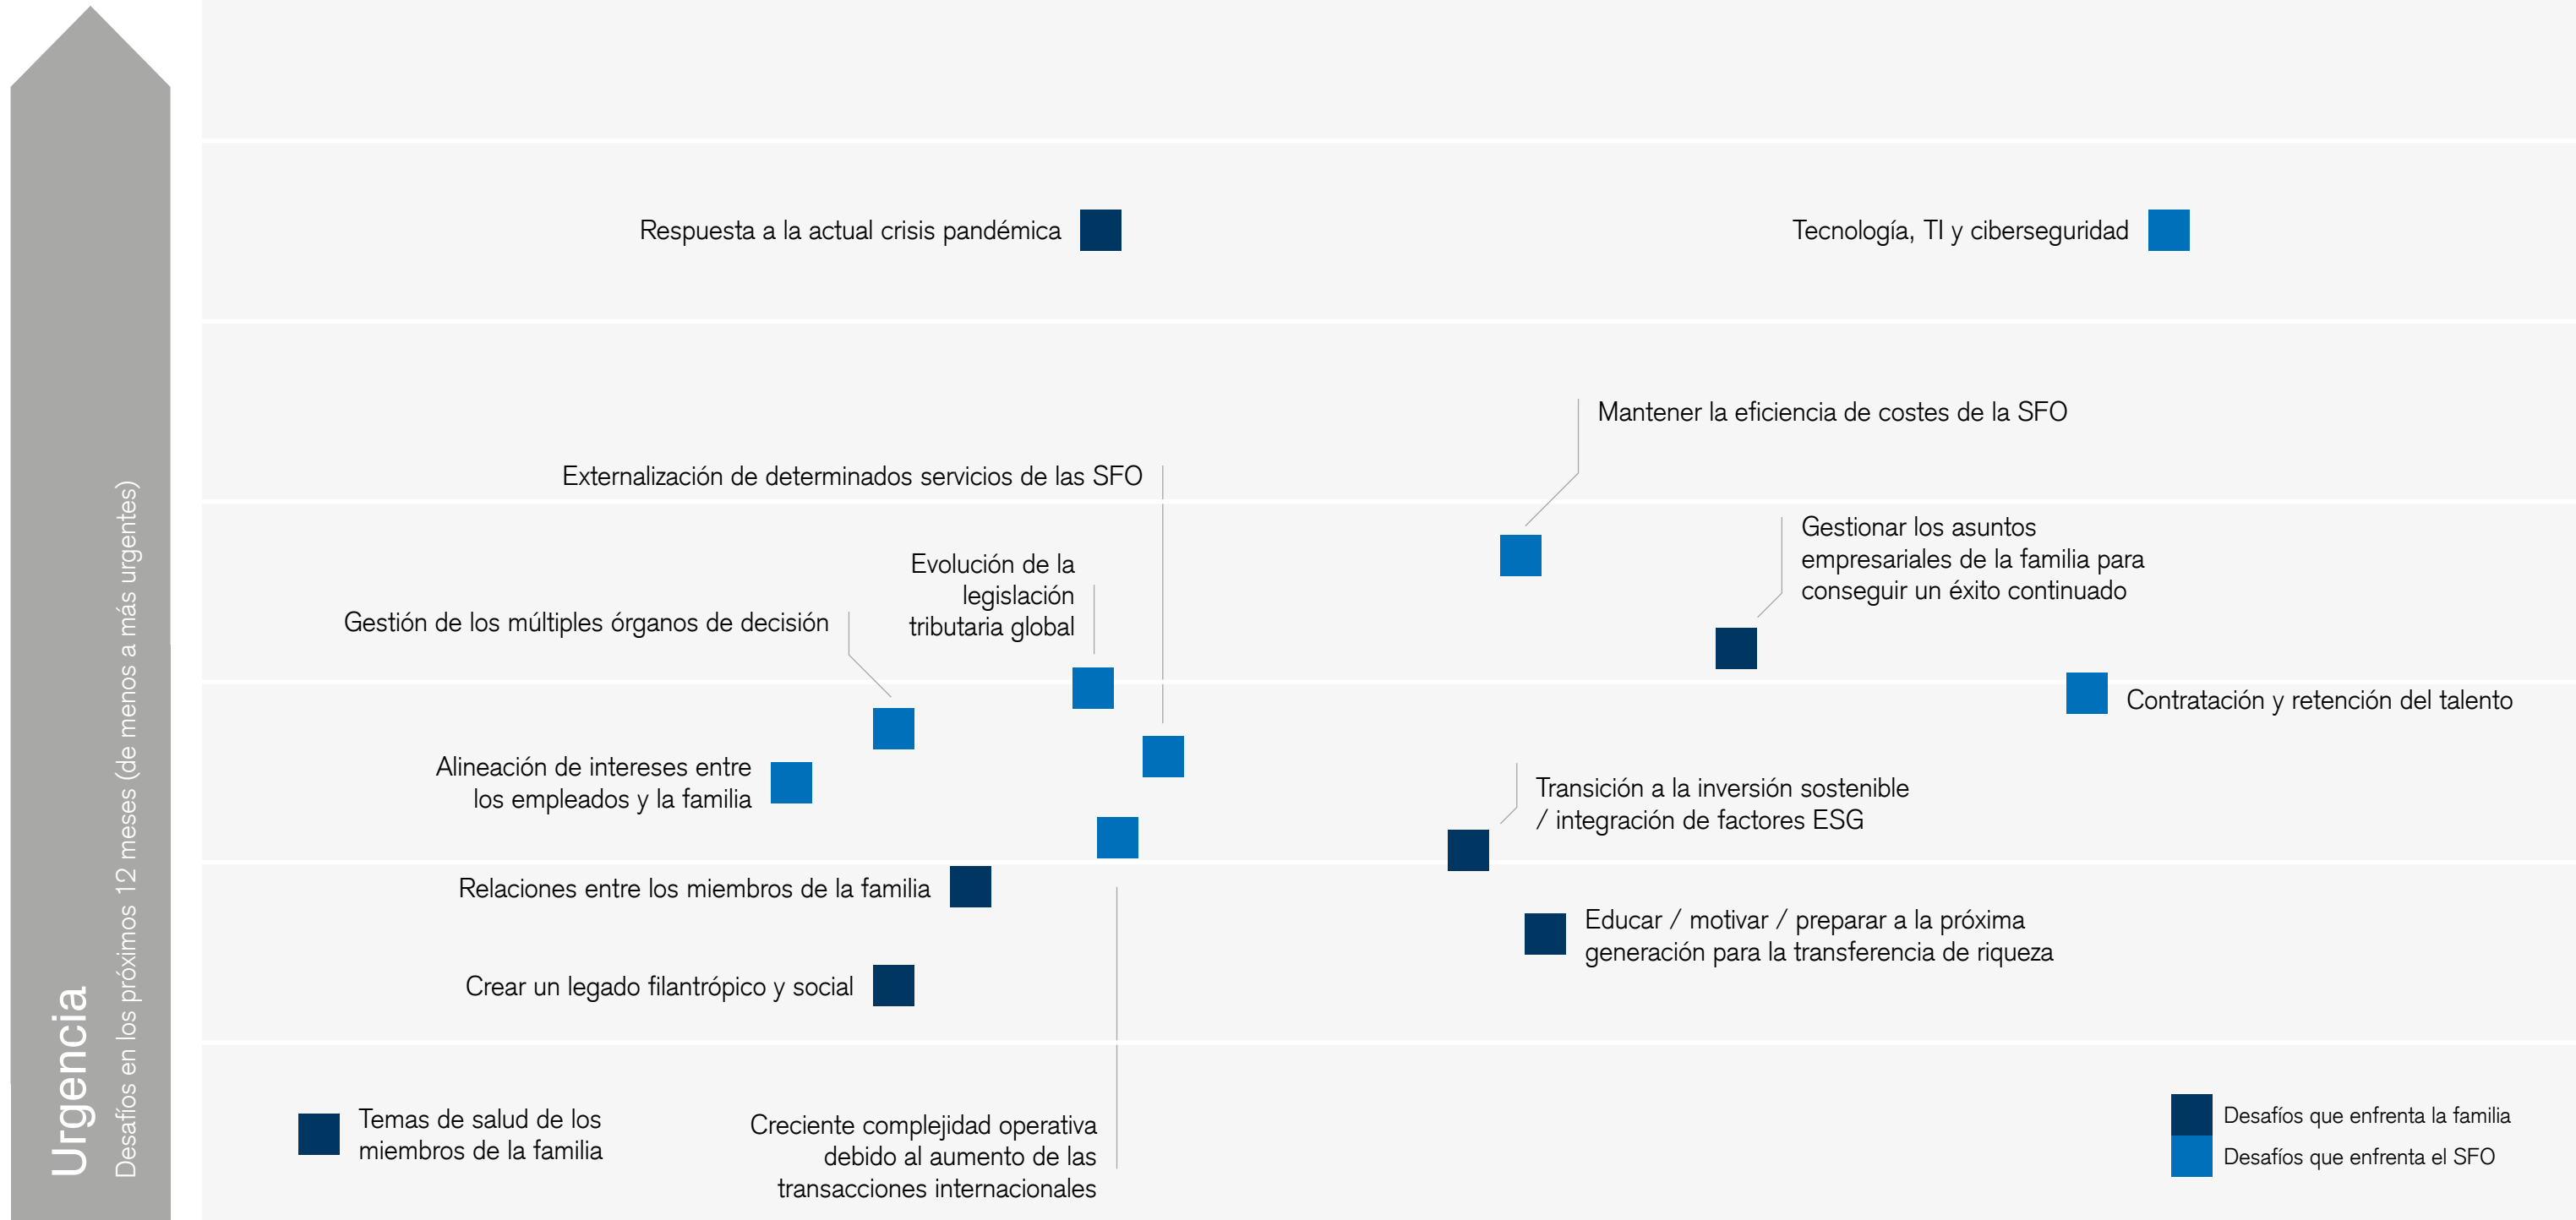 Urgencia
Desafíos en los próximos 12 meses (de menos a más urgentes)
Respuesta a la actual crisis pandémica
Tecnología, TI y ciberseguridad
Mantener la eficiencia de costes de la SFO
Externalización de determinados servicios de las SFO
Gestionar los asuntos
empresariales de la familia para
conseguir un éxito continuado
Evolución de la
legislación
tributaria global
Gestión de los múltiples órganos de decisión
Contratación y retención del talento
Alineación de intereses entre
los empleados y la familia
Transición a la inversión sostenible
/ integración de factores ESG
Relaciones entre los miembros de la familia
Educar / motivar / preparar a la próxima
generación para la transferencia de riqueza
Crear un legado filantrópico y social
Temas de salud de los
miembros de la familia
Creciente complejidad operativa
debido al aumento de las
transacciones internacionales
Desafíos que enfrenta la familia
Desafíos que enfrenta el SFO